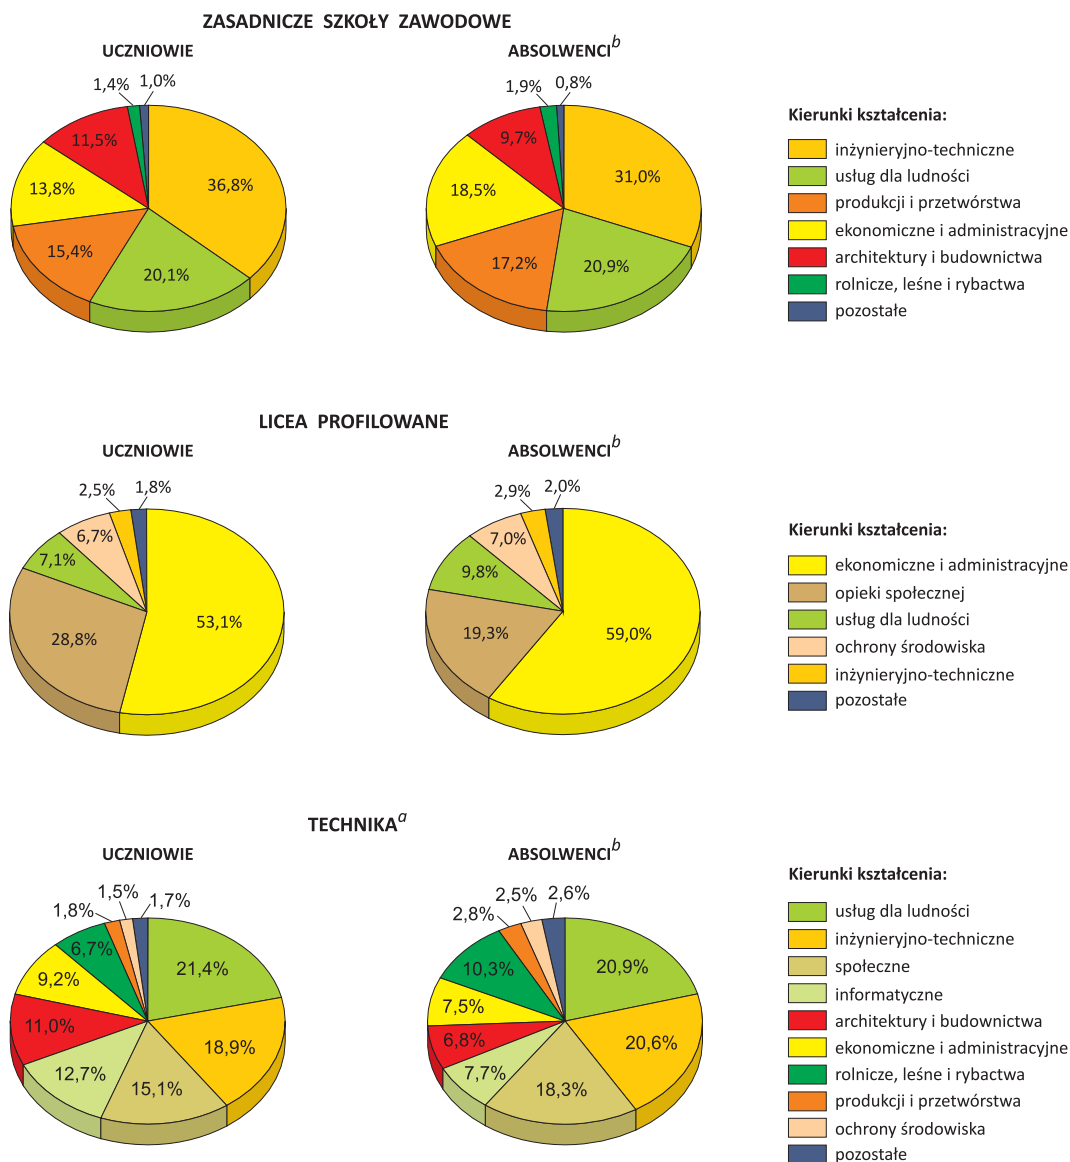 ZASADNICZE SZKOŁY ZAWODOWE
UCZNIOWIE
ABSOLWENCI b
1,4%
1,0%
11,5%
36,8%
13,8%
15,4%
20,1%
1,9%
0,8%
9,7%
31,0%
18,5%
17,2%
20,9%
Kierunki kształcenia:
inżynieryjno-techniczne
usług dla ludności
produkcji i przetwórstwa
ekonomiczne i administracyjne
architektury i budownictwa
rolnicze, leśne i rybactwa
pozostałe
LICEA PROFILOWANE
UCZNIOWIE
ABSOLWENCI b
2,5%
1,8%
6,7%
7,1%
53,1%
28,8%
2,9%
2,0%
7,0%
9,8%
19,3%
59,0%
Kierunki kształcenia:
ekonomiczne i administracyjne
opieki społecznej
usług dla ludności
ochrony środowiska
inżynieryjno-techniczne
pozostałe
TECHNIKA a
UCZNIOWIE
ABSOLWENCI b
1,5%
1,7%
1,8%
6,7%
21,4%
9,2%
11,0%
18,9%
12,7%
15,1%
2,5%
2,6%
2,8%
10,3%
20,9%
7,5%
6,8%
20,6%
7,7%
18,3%
Kierunki kształcenia:
usług dla ludności
inżynieryjno-techniczne
społeczne
informatyczne
architektury i budownictwa
ekonomiczne i administracyjne
rolnicze, leśne i rybactwa
produkcji i przetwórstwa
ochrony środowiska
pozostałe